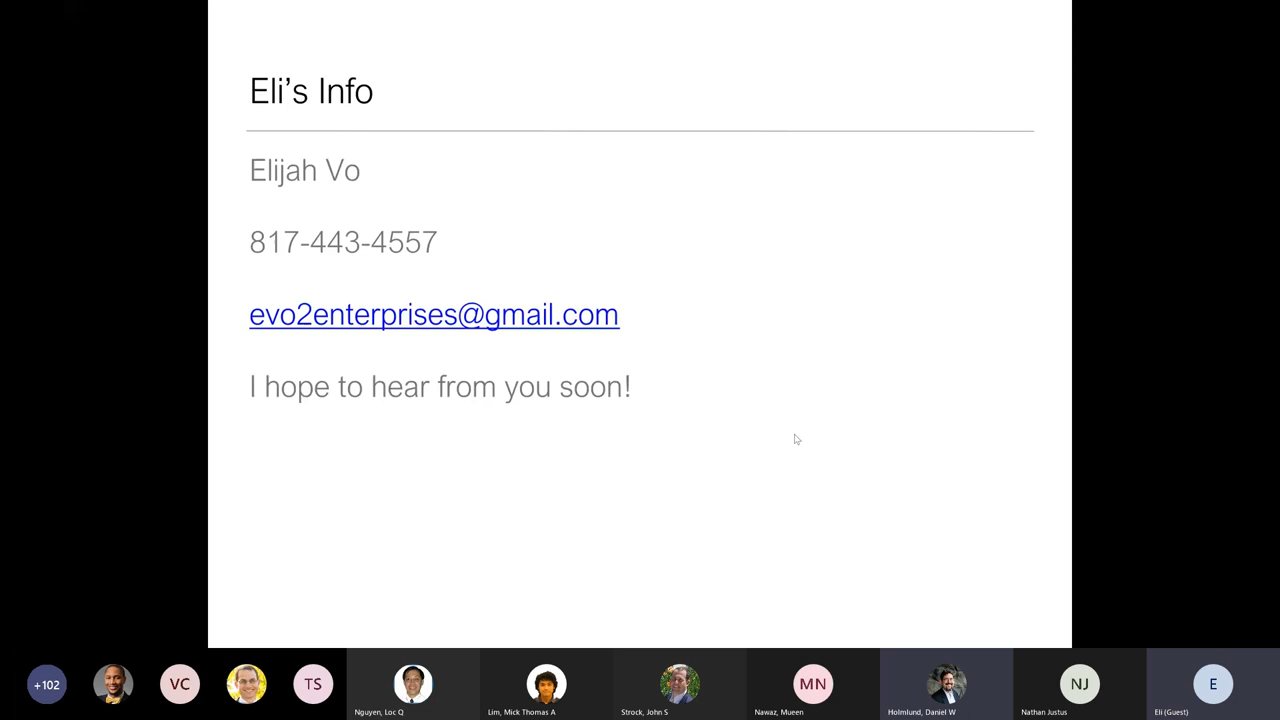 Eli's Info
Elijah Vo
817-443-4557
evo2enterprises@gmail.com
I hope to hear from you soon!
+102
VC
TS
MN
NJ
E
Nguyen, Loc Q
Lim, Mick Thomas A
Strock, John S
Nawaz, Mueen
Holmlund, Daniel W
Nathan Justus
Eli (Guest)